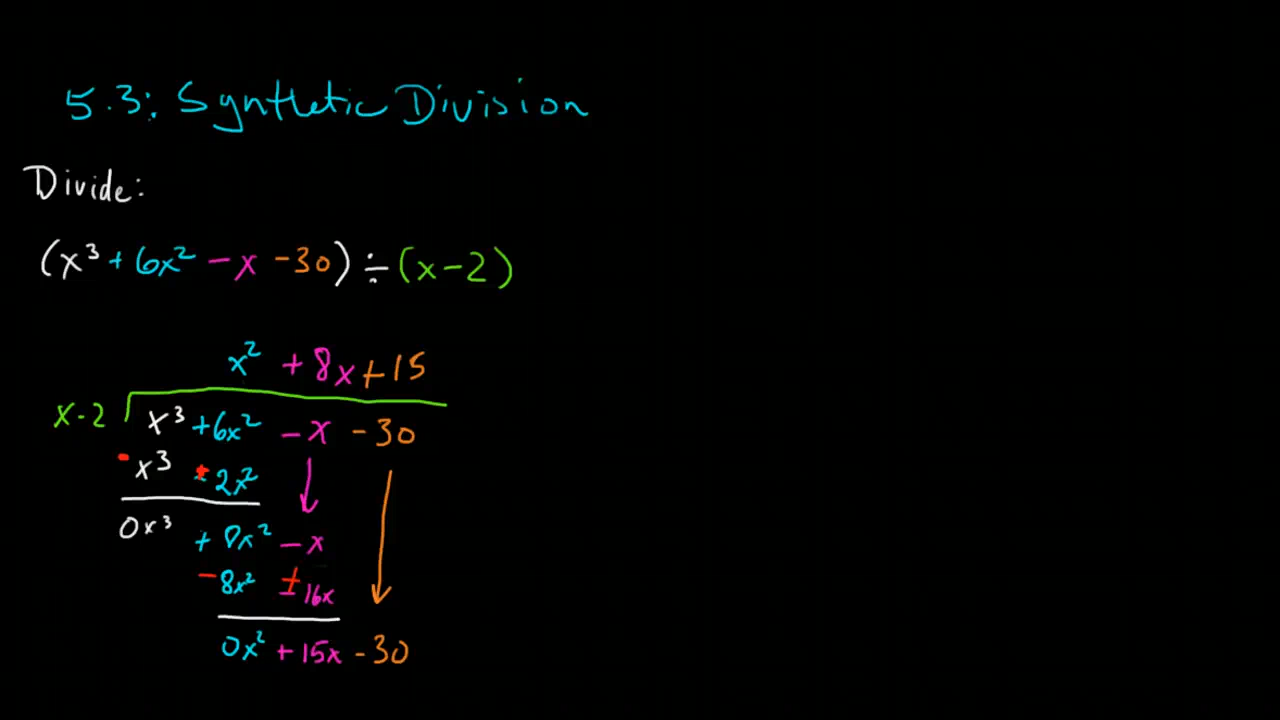 5.3: Synthetic Division
Divide:
(x³ + 6x² - x - 30) ÷ (x - 2)
x² + 8x + 15
x - 2 x³ + 6x² - x - 30
- x³ ± 2x²
0x³ + 8x² - x
- 8x² ± 16x
0x² + 15x - 30